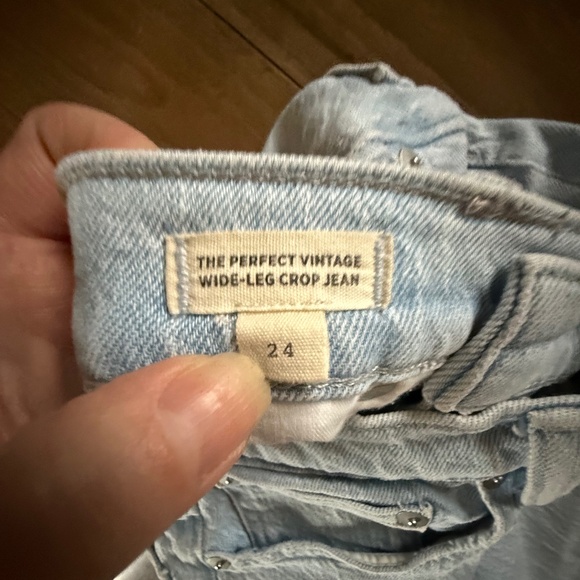 THE PERFECT VINTAGE
WIDE-LEG CROP JEAN
24